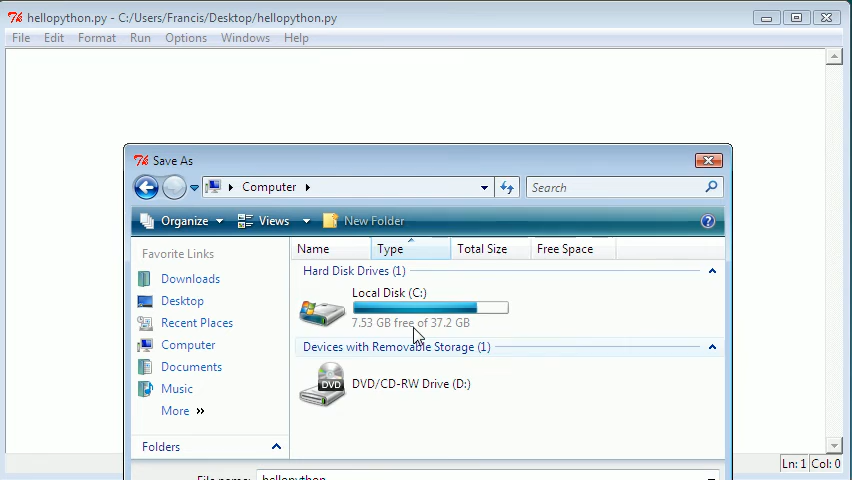 hellopython.py - C:/Users/Francis/Desktop/hellopython.py
File Edit Format Run Options Windows Help
Save As
Computer
Search
Organize Views New Folder
Favorite Links
Name Type Total Size Free Space
Hard Disk Drives (1)
Downloads
Local Disk (C:)
Desktop
7.53 GB free of 37.2 GB
Recent Places
Computer
Devices with Removable Storage (1)
Documents
DVD
DVD/CD-RW Drive (D:)
Music
More »
Folders
File name: hellopython
Ln: 1 Col: 0